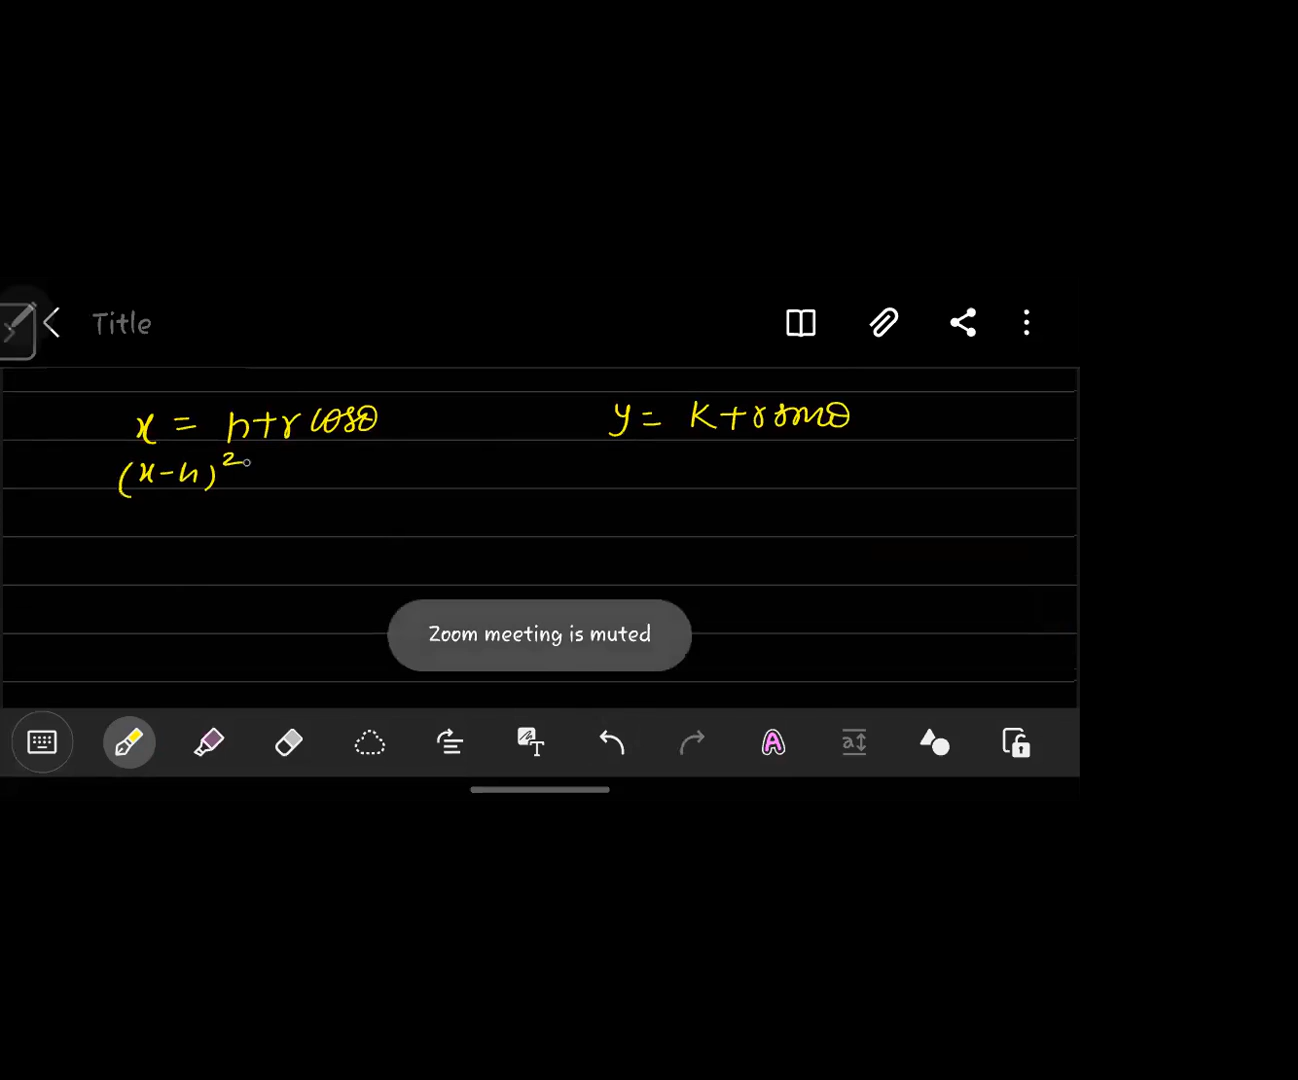 Title
x = h+r cosθ y = K+r sinθ
(x-h)²
Zoom meeting is muted
T
A
a